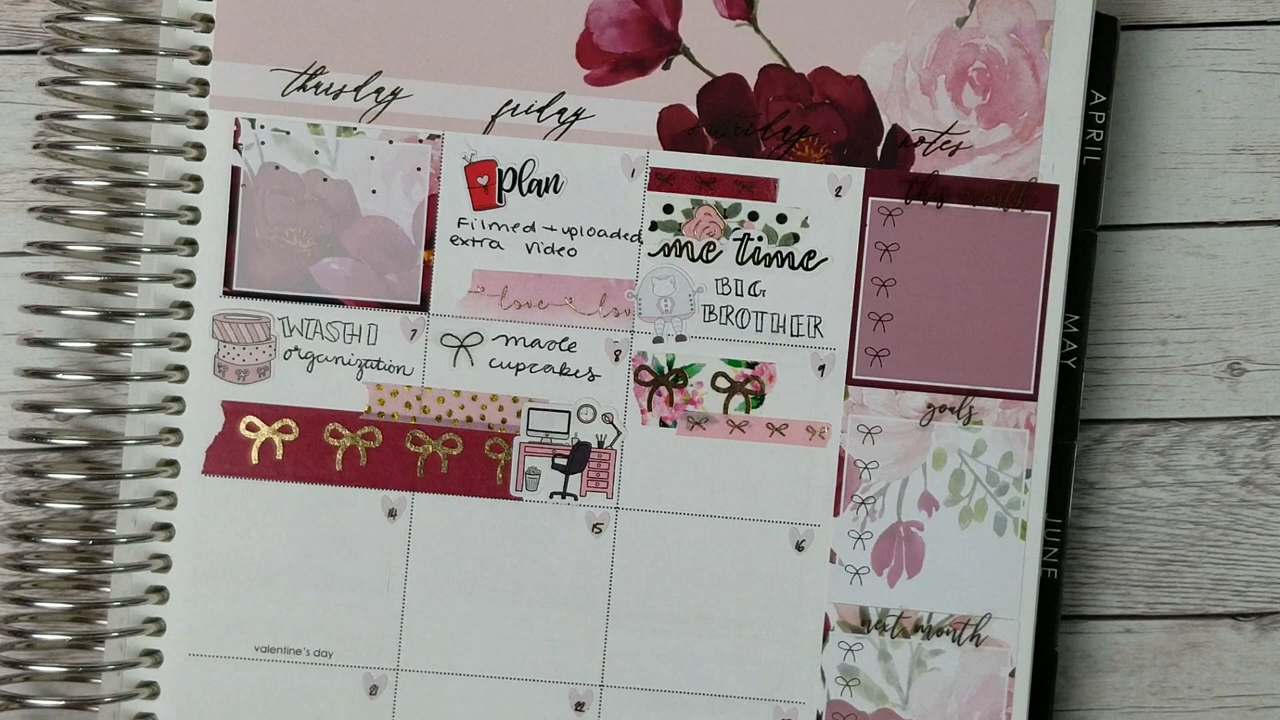 thursday
friday
saturday
notes
1
plan
Filmed + uploaded
extra video
love love
2
me time
BIG
BROTHER
this month
7
WASHI
organization
8
made
cupcakes
9
goals
14
valentine's day
15
16
next month
21
22
APRIL
MAY
JUNE